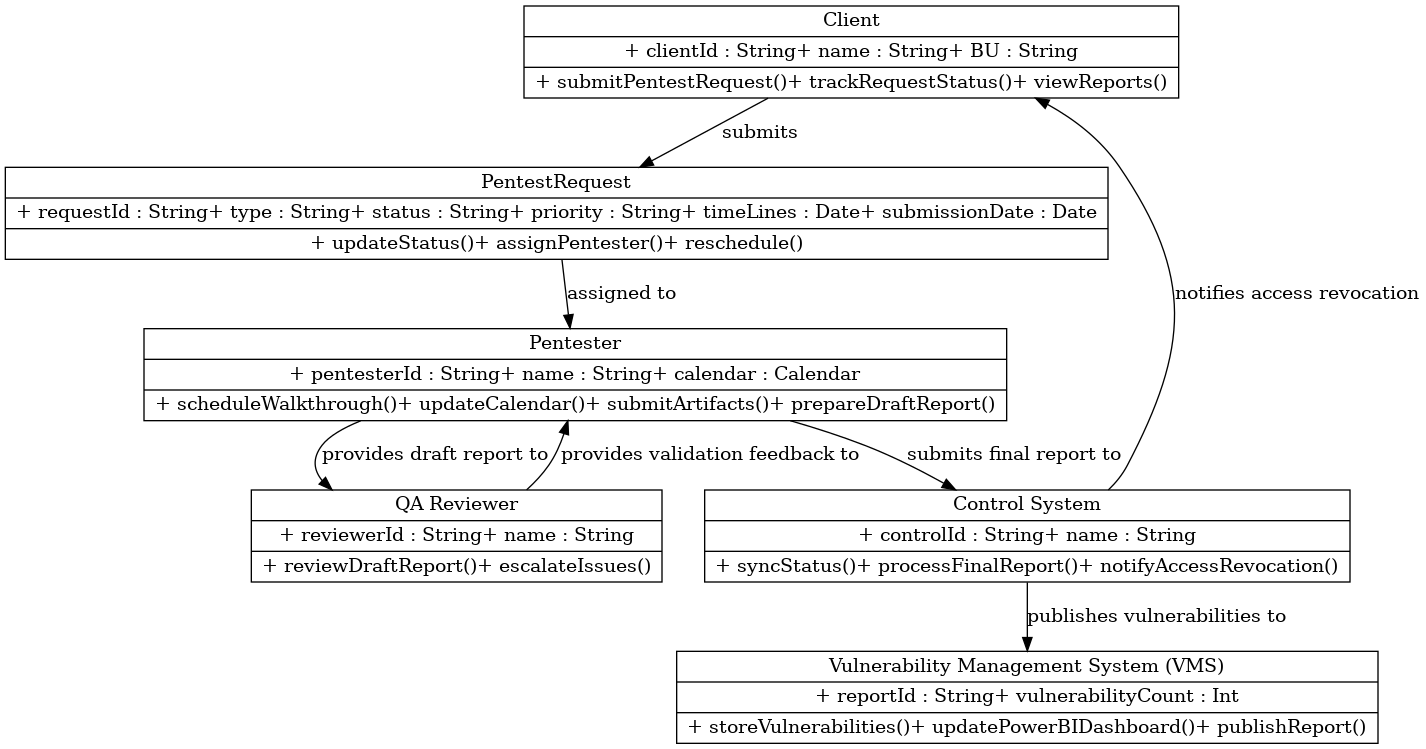 Client
+ clientId : String+ name : String+ BU : String
+ submitPentestRequest()+ trackRequestStatus()+ viewReports()
submits
PentestRequest
+ requestId : String+ type : String+ status : String+ priority : String+ timeLines : Date+ submissionDate : Date
+ updateStatus()+ assignPentester()+ reschedule()
assigned to
notifies access revocation
Pentester
+ pentesterId : String+ name : String+ calendar : Calendar
+ scheduleWalkthrough()+ updateCalendar()+ submitArtifacts()+ prepareDraftReport()
provides draft report to
provides validation feedback to
submits final report to
QA Reviewer
+ reviewerId : String+ name : String
+ reviewDraftReport()+ escalateIssues()
Control System
+ controlId : String+ name : String
+ syncStatus()+ processFinalReport()+ notifyAccessRevocation()
publishes vulnerabilities to
Vulnerability Management System (VMS)
+ reportId : String+ vulnerabilityCount : Int
+ storeVulnerabilities()+ updatePowerBIDashboard()+ publishReport()